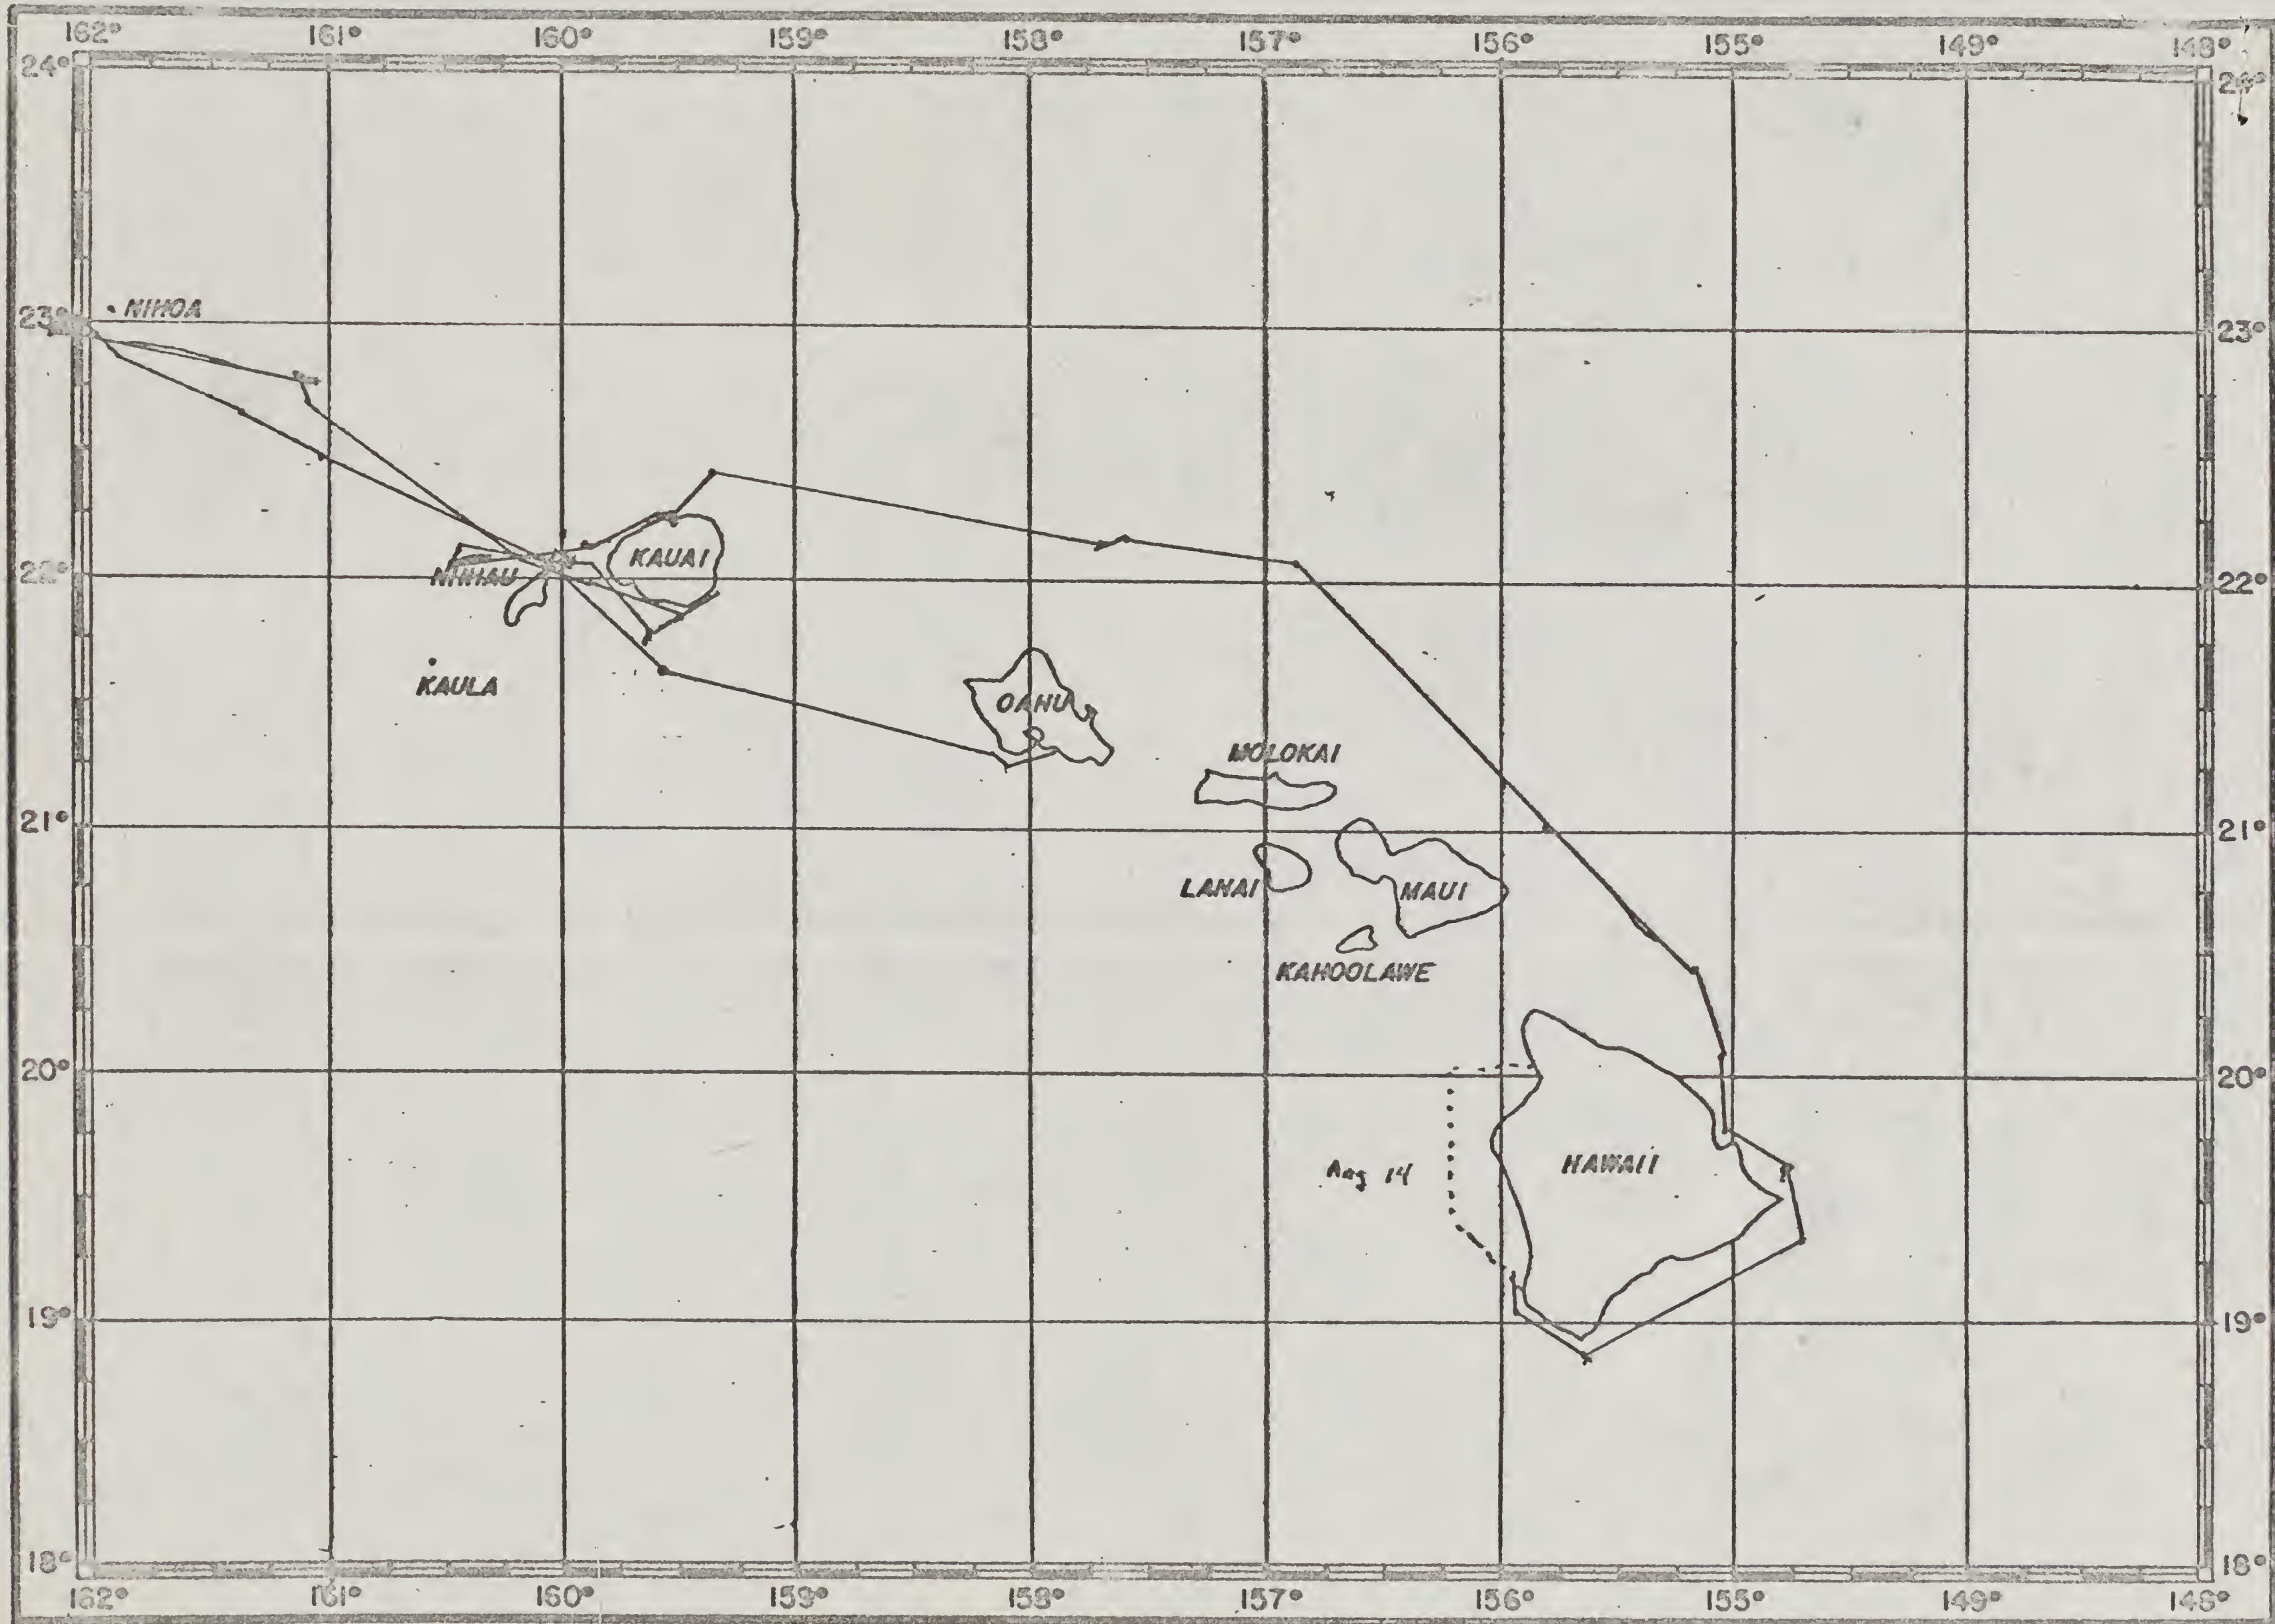 162° 161° 160° 159° 158° 157° 156° 155° 149° 148°
24° 24°
NIHOA
23° 23°
KAUAI
22° NIIHAU 22°
KAULA
OAHU
MOLOKAI
21° 21°
LANAI MAUI
KAHOOLAWE
20° 20°
Aug 14 HAWAII
19° 19°
18° 18°
162° 161° 160° 159° 158° 157° 156° 155° 149° 148°